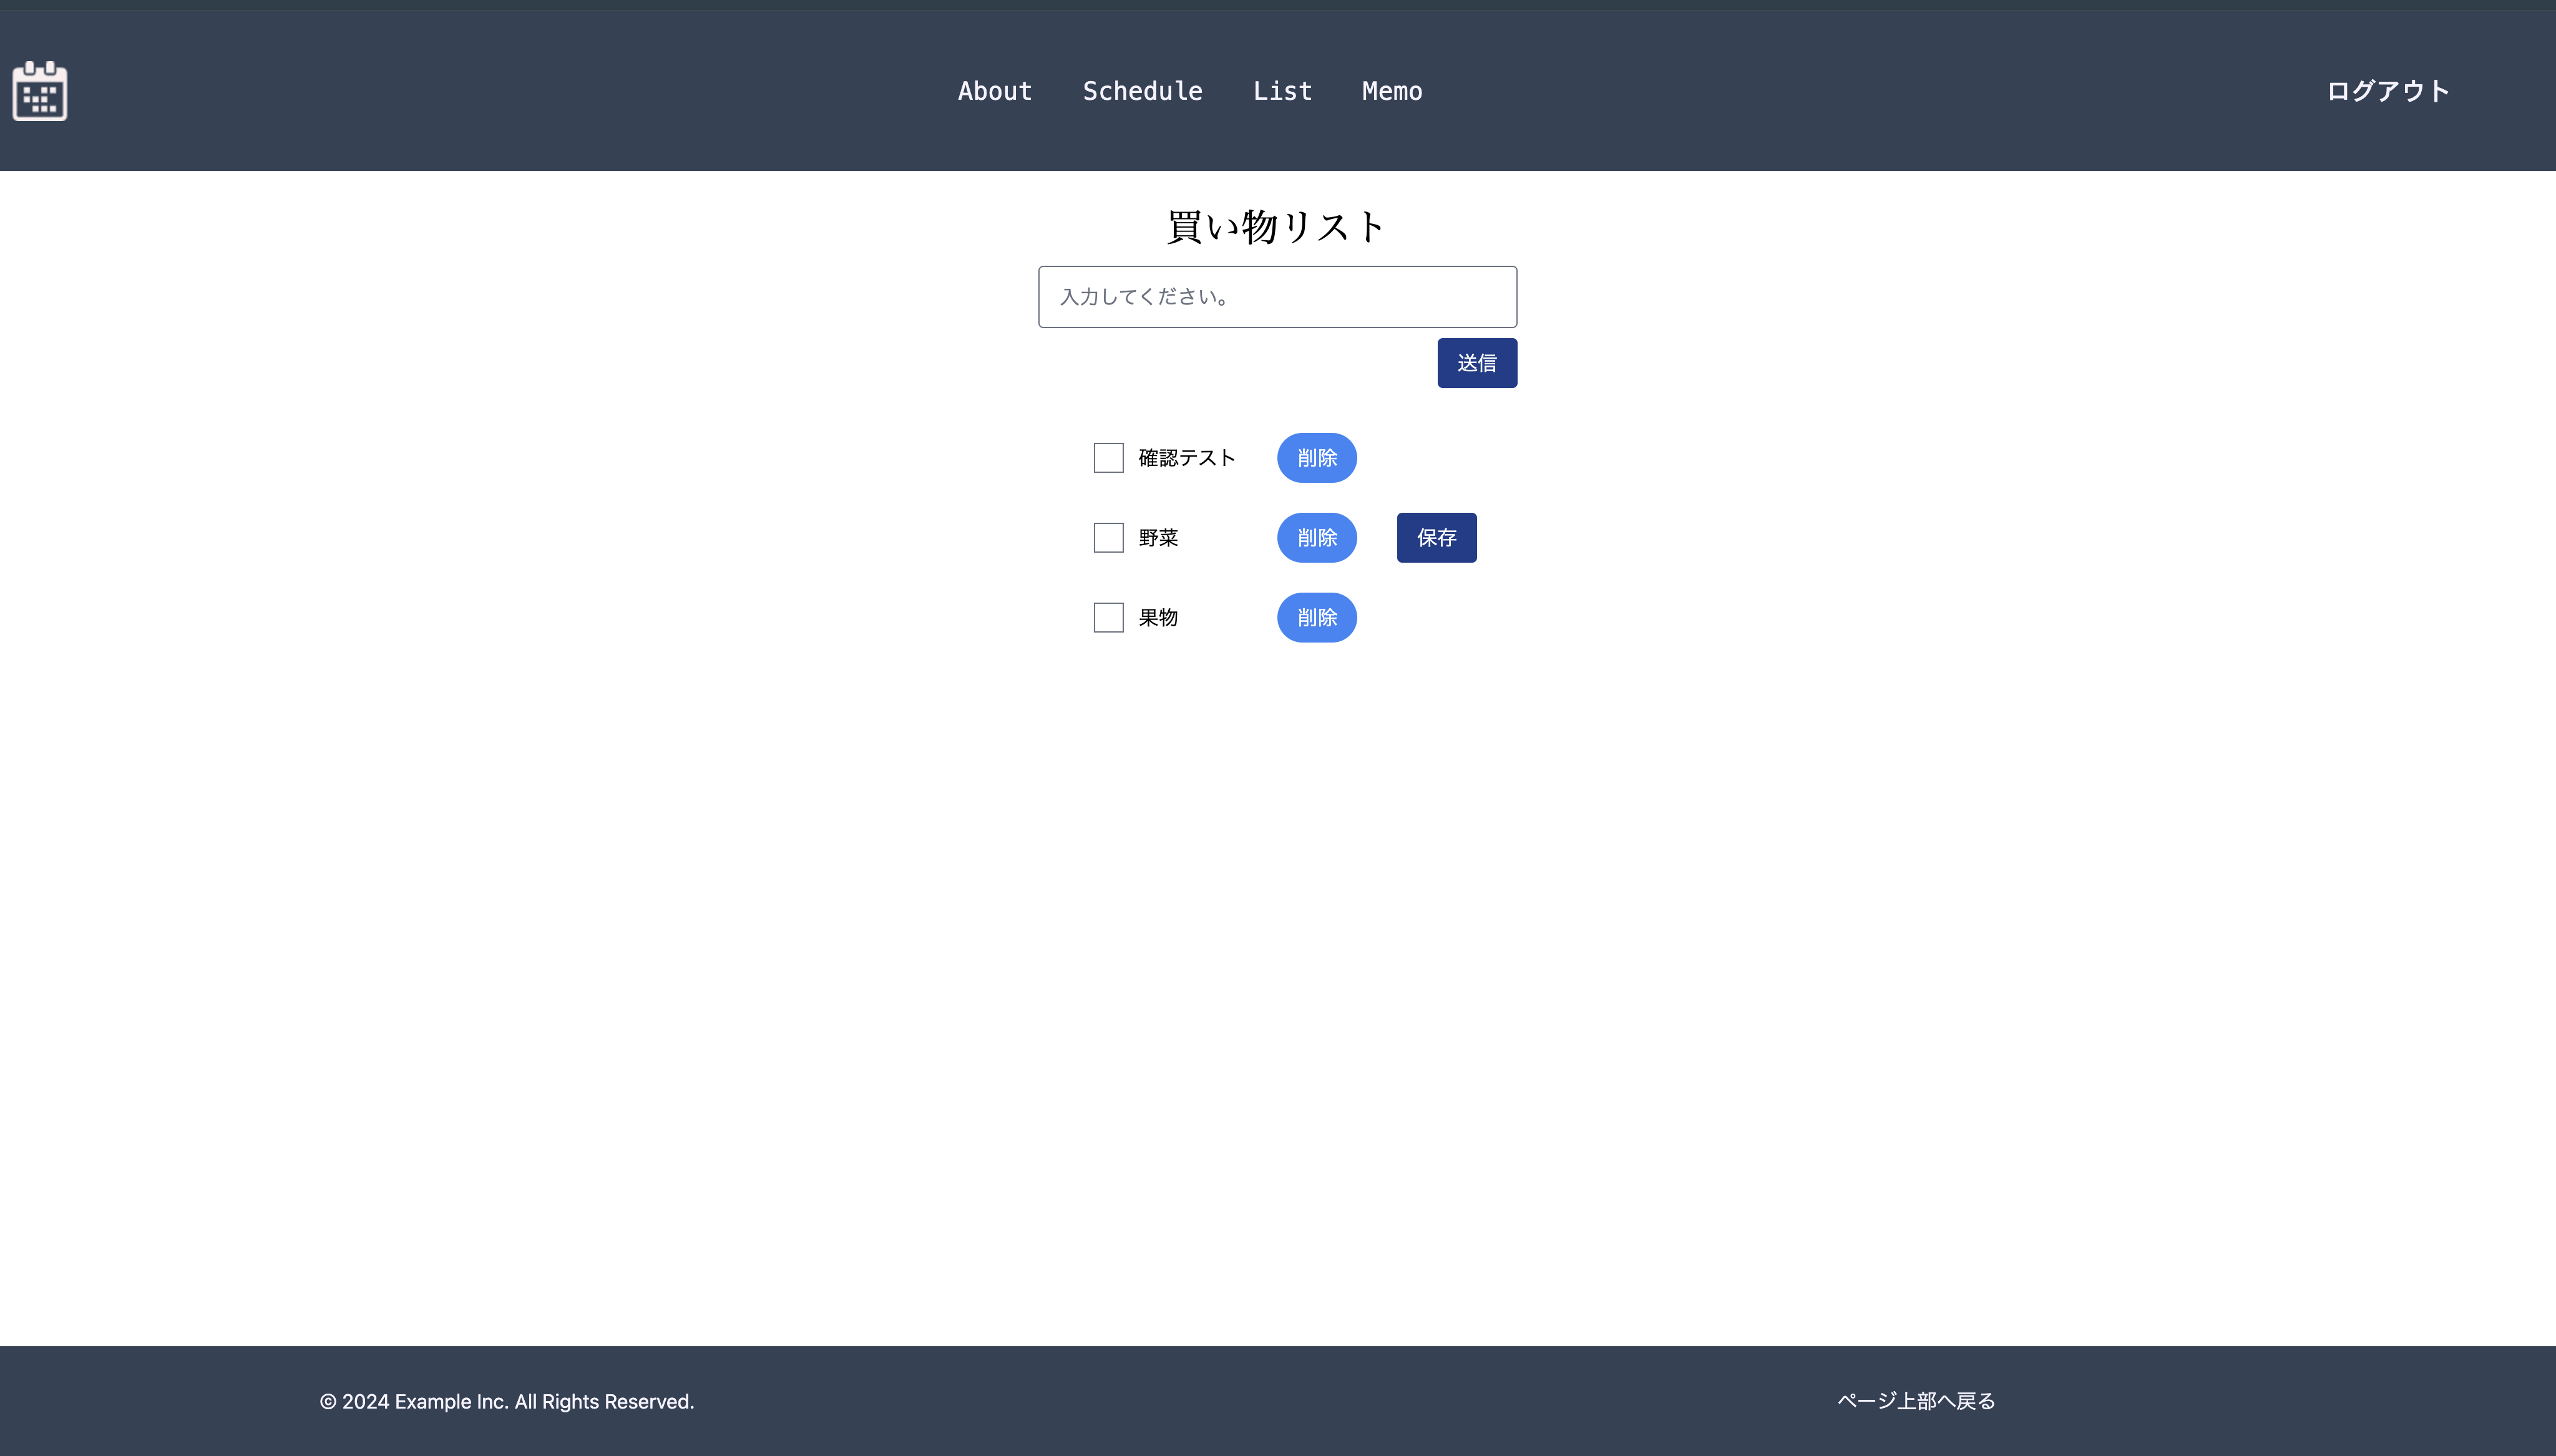 About Schedule List Memo ログアウト
買い物リスト
入力してください。
送信
確認テスト 削除
野菜 削除 保存
果物 削除
© 2024 Example Inc. All Rights Reserved. ページ上部へ戻る